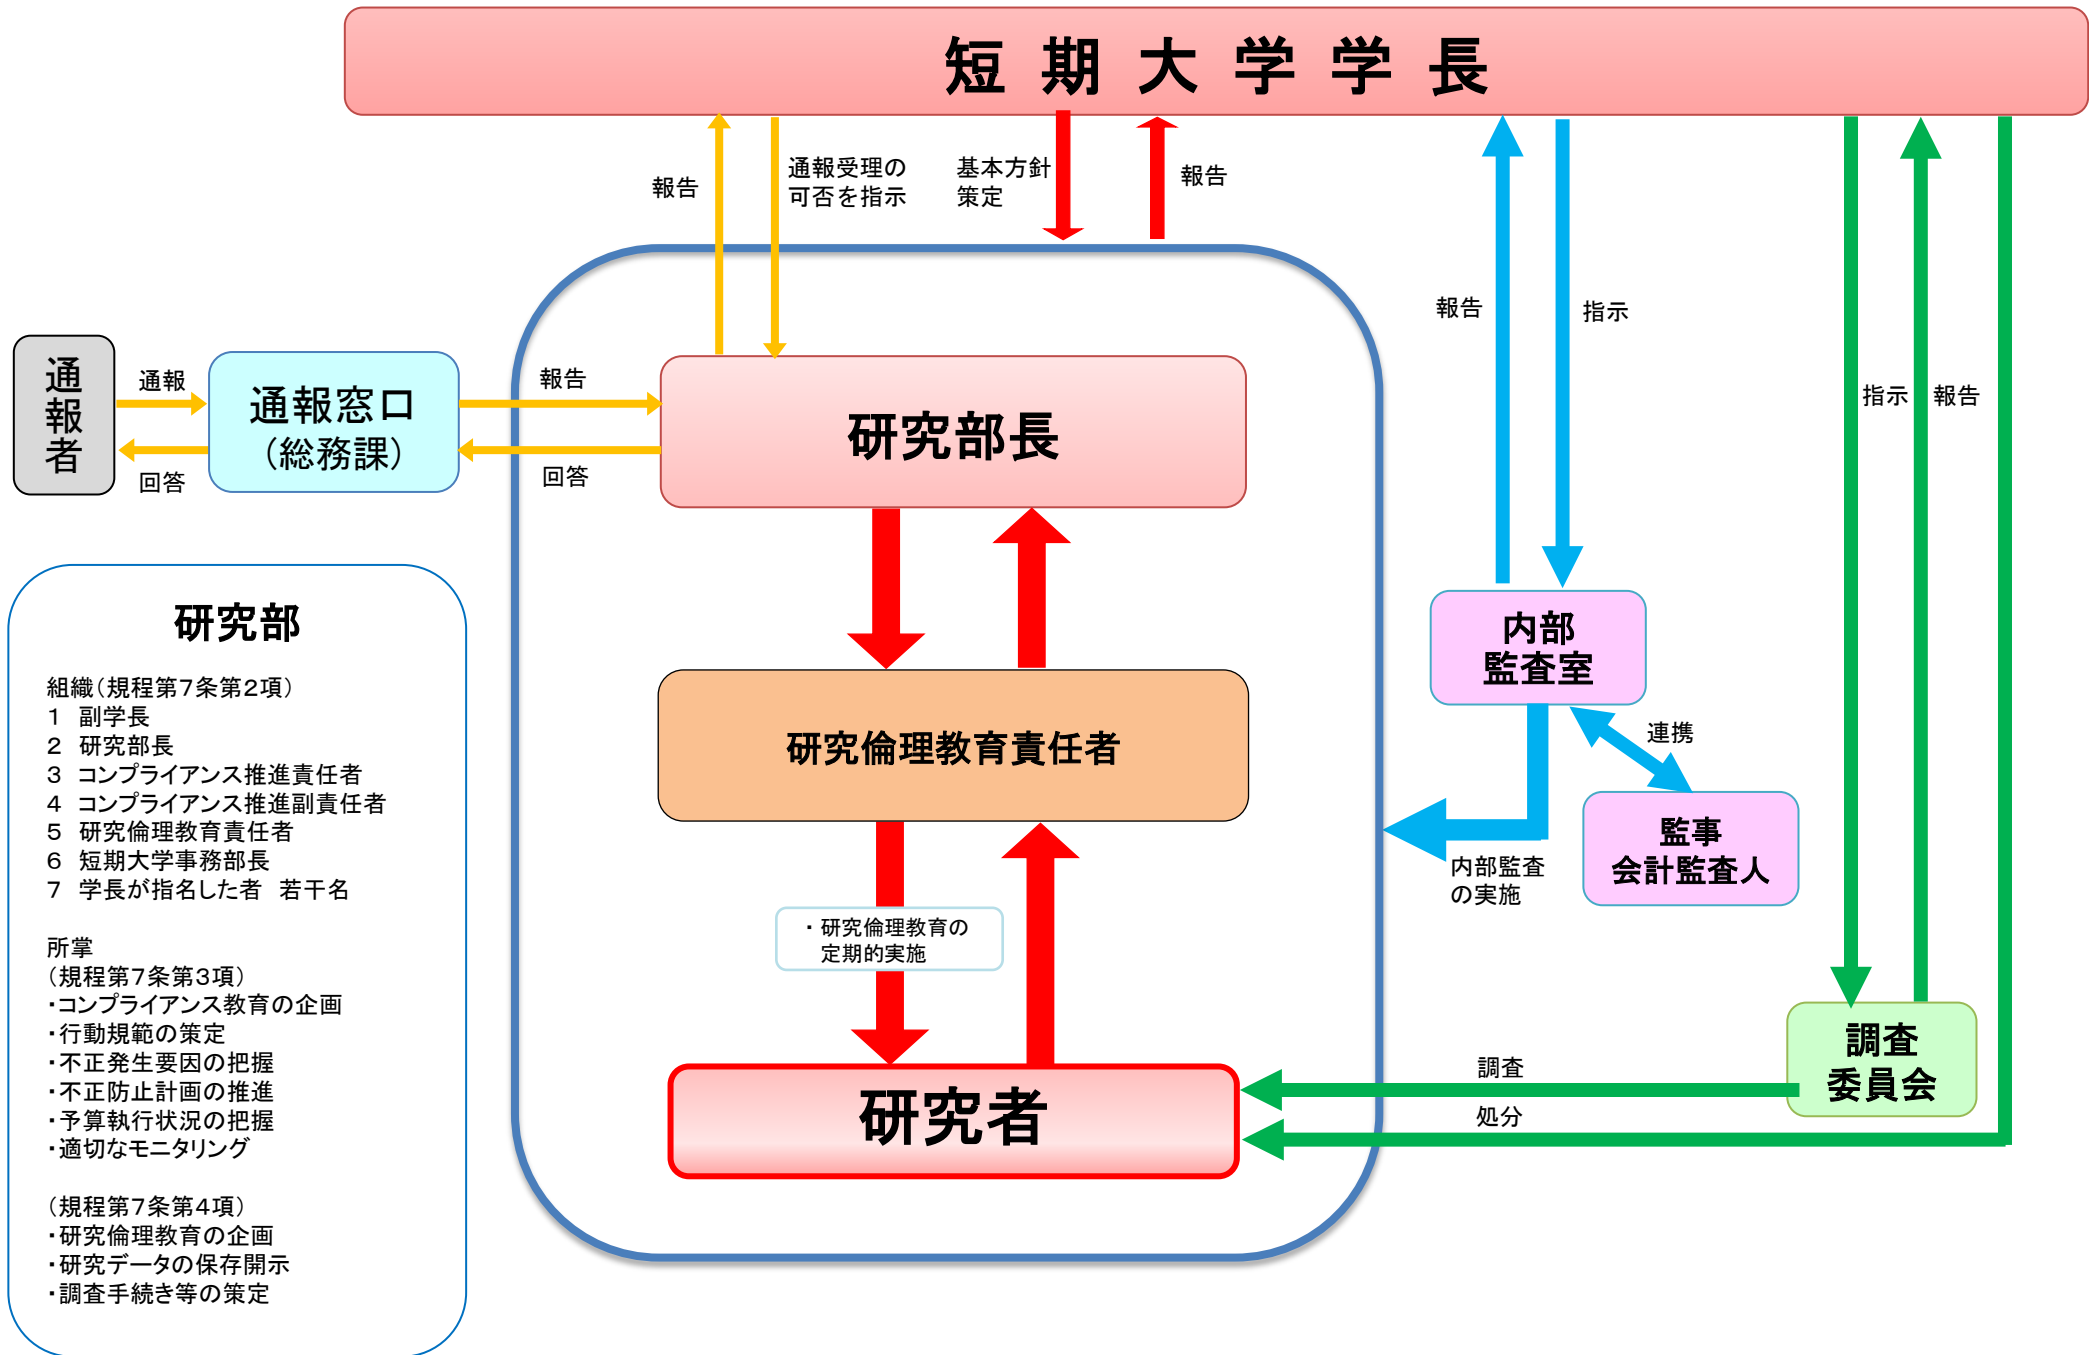 短期大学学長
報告
通報受理の
可否を指示
基本方針
策定
報告
報告
指示
指示
報告
通報者
通報
回答
通報窓口
（総務課）
報告
回答
研究部長
研究倫理教育責任者
・研究倫理教育の
定期的実施
研究者
内部
監査室
連携
監事
会計監査人
内部監査
の実施
調査
委員会
調査
処分
研究部
組織（規程第７条第２項）
１　副学長
２　研究部長
３　コンプライアンス推進責任者
４　コンプライアンス推進副責任者
５　研究倫理教育責任者
６　短期大学事務部長
７　学長が指名した者　若干名
所掌
（規程第７条第３項）
・コンプライアンス教育の企画
・行動規範の策定
・不正発生要因の把握
・不正防止計画の推進
・予算執行状況の把握
・適切なモニタリング
（規程第７条第４項）
・研究倫理教育の企画
・研究データの保存開示
・調査手続き等の策定